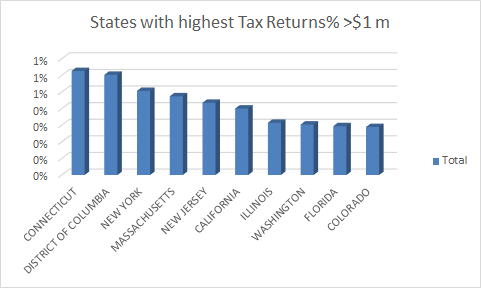 States with highest Tax Returns% >$1 m
1%
1%
1%
0%
0%
0%
0%
0%
CONNECTICUT
DISTRICT OF COLUMBIA
NEW YORK
MASSACHUSETTS
NEW JERSEY
CALIFORNIA
ILLINOIS
WASHINGTON
FLORIDA
COLORADO
Total